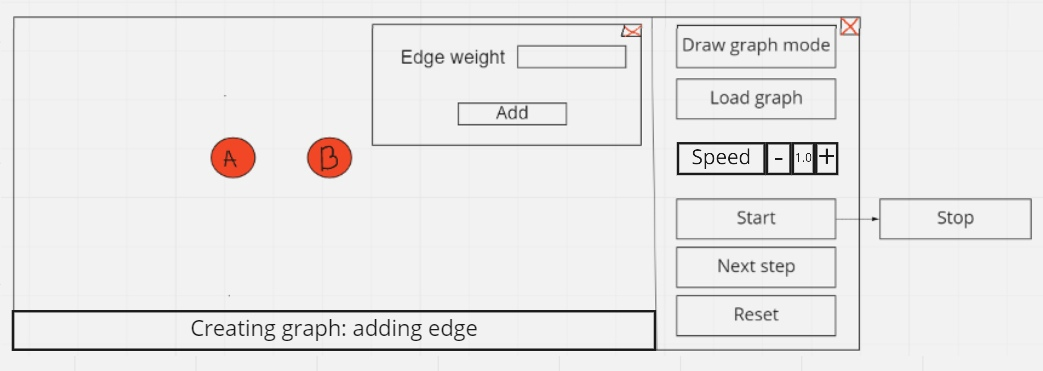 Edge weight
Add
A
B
Creating graph: adding edge
Draw graph mode
Load graph
Speed - 1.0 +
Start
Stop
Next step
Reset